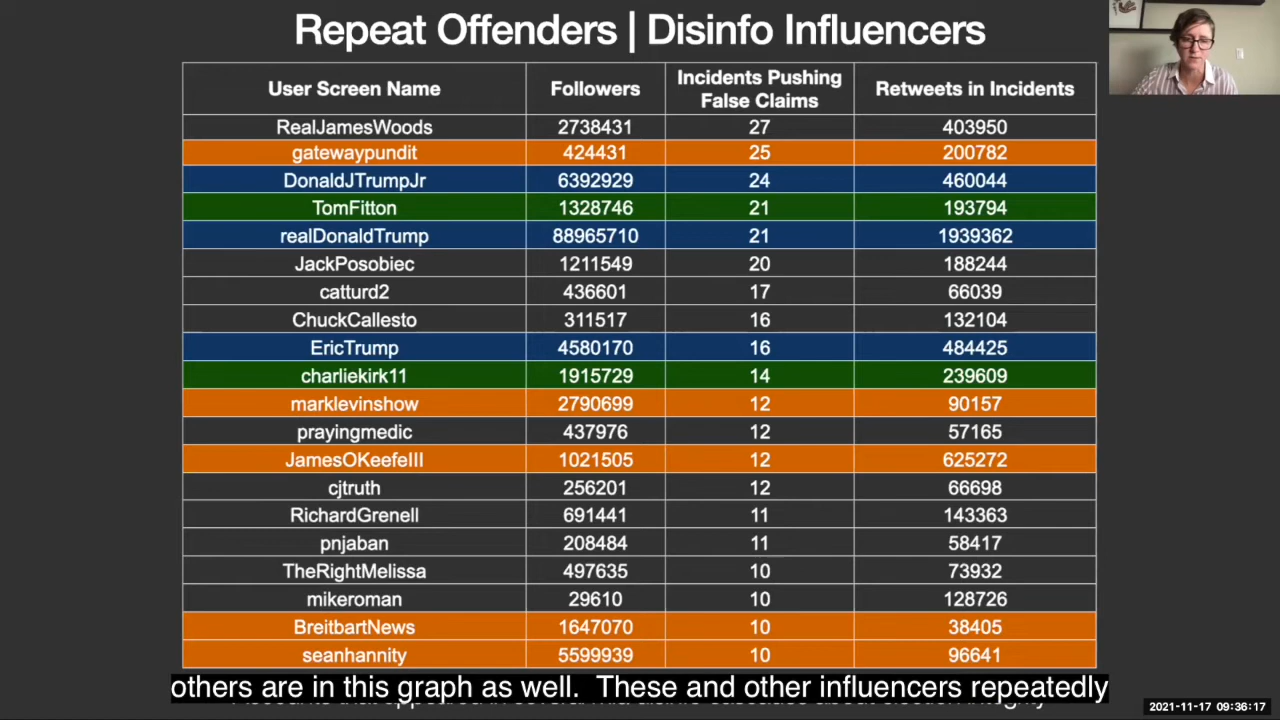 Repeat Offenders | Disinfo Influencers
User Screen Name Followers Incidents Pushing False Claims Retweets in Incidents
RealJamesWoods 2738431 27 403950
gatewaypundit 424431 25 200782
DonaldJTrumpJr 6392929 24 460044
TomFitton 1328746 21 193794
realDonaldTrump 88965710 21 1939362
JackPosobiec 1211549 20 188244
catturd2 436601 17 66039
ChuckCallesto 311517 16 132104
EricTrump 4580170 16 484425
charliekirk11 1915729 14 239609
marklevinshow 2790699 12 90157
prayingmedic 437976 12 57165
JamesOKeefeIII 1021505 12 625272
cjtruth 256201 12 66698
RichardGrenell 691441 11 143363
pnjaban 208484 11 58417
TheRightMelissa 497635 10 73932
mikeroman 29610 10 128726
BreitbartNews 1647070 10 38405
seanhannity 5599939 10 96641
others are in this graph as well. These and other influencers repeatedly
2021-11-17 09:36:17